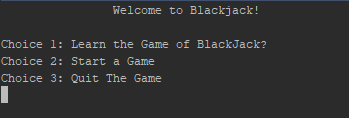 Welcome to Blackjack!
Choice 1: Learn the Game of BlackJack?
Choice 2: Start a Game
Choice 3: Quit The Game